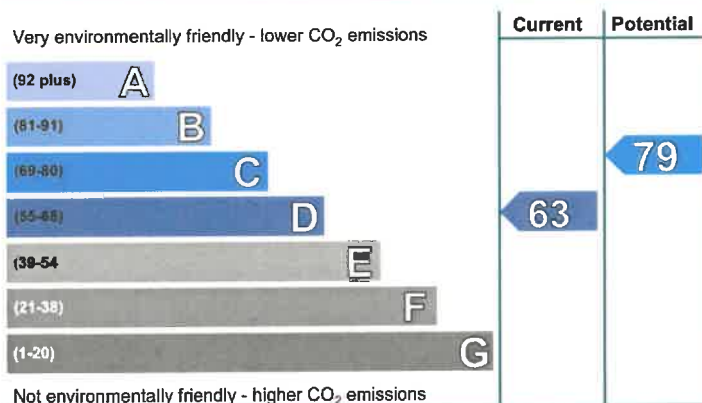 Current Potential
Very environmentally friendly - lower CO₂ emissions
(92 plus) A
(81-91) B
(69-80) C
79
(55-68) D
63
(39-54 E
(21-38) F
(1-20) G
Not environmentally friendly - higher CO₂ emissions